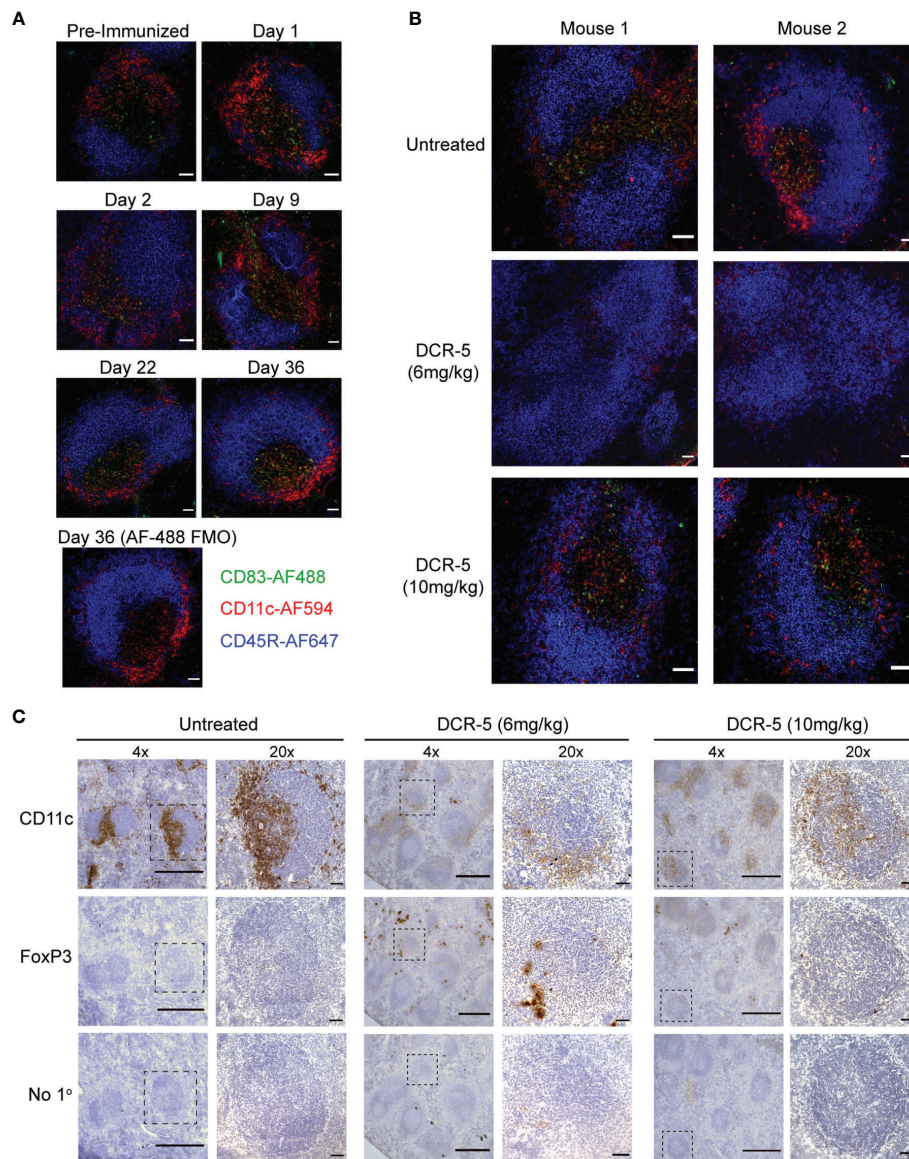 A
Pre-Immunized
Day 1
Day 2
Day 9
Day 22
Day 36
Day 36 (AF-488 FMO)
CD83-AF488
CD11c-AF594
CD45R-AF647
B
Mouse 1
Mouse 2
Untreated
DCR-5
(6mg/kg)
DCR-5
(10mg/kg)
C
Untreated
DCR-5 (6mg/kg)
DCR-5 (10mg/kg)
4x
20x
4x
20x
4x
20x
CD11c
FoxP3
No 1º